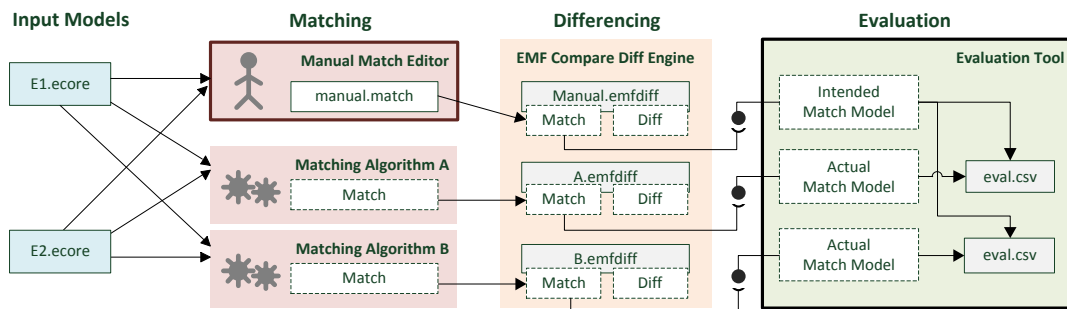 Input Models
Matching
Differencing
Evaluation
E1.ecore
E2.ecore
Manual Match Editor
manual.match
Matching Algorithm A
Match
Matching Algorithm B
Match
EMF Compare Diff Engine
Manual.emfdiff
Match
Diff
A.emfdiff
Match
Diff
B.emfdiff
Match
Diff
Evaluation Tool
Intended
Match Model
Actual
Match Model
eval.csv
Actual
Match Model
eval.csv